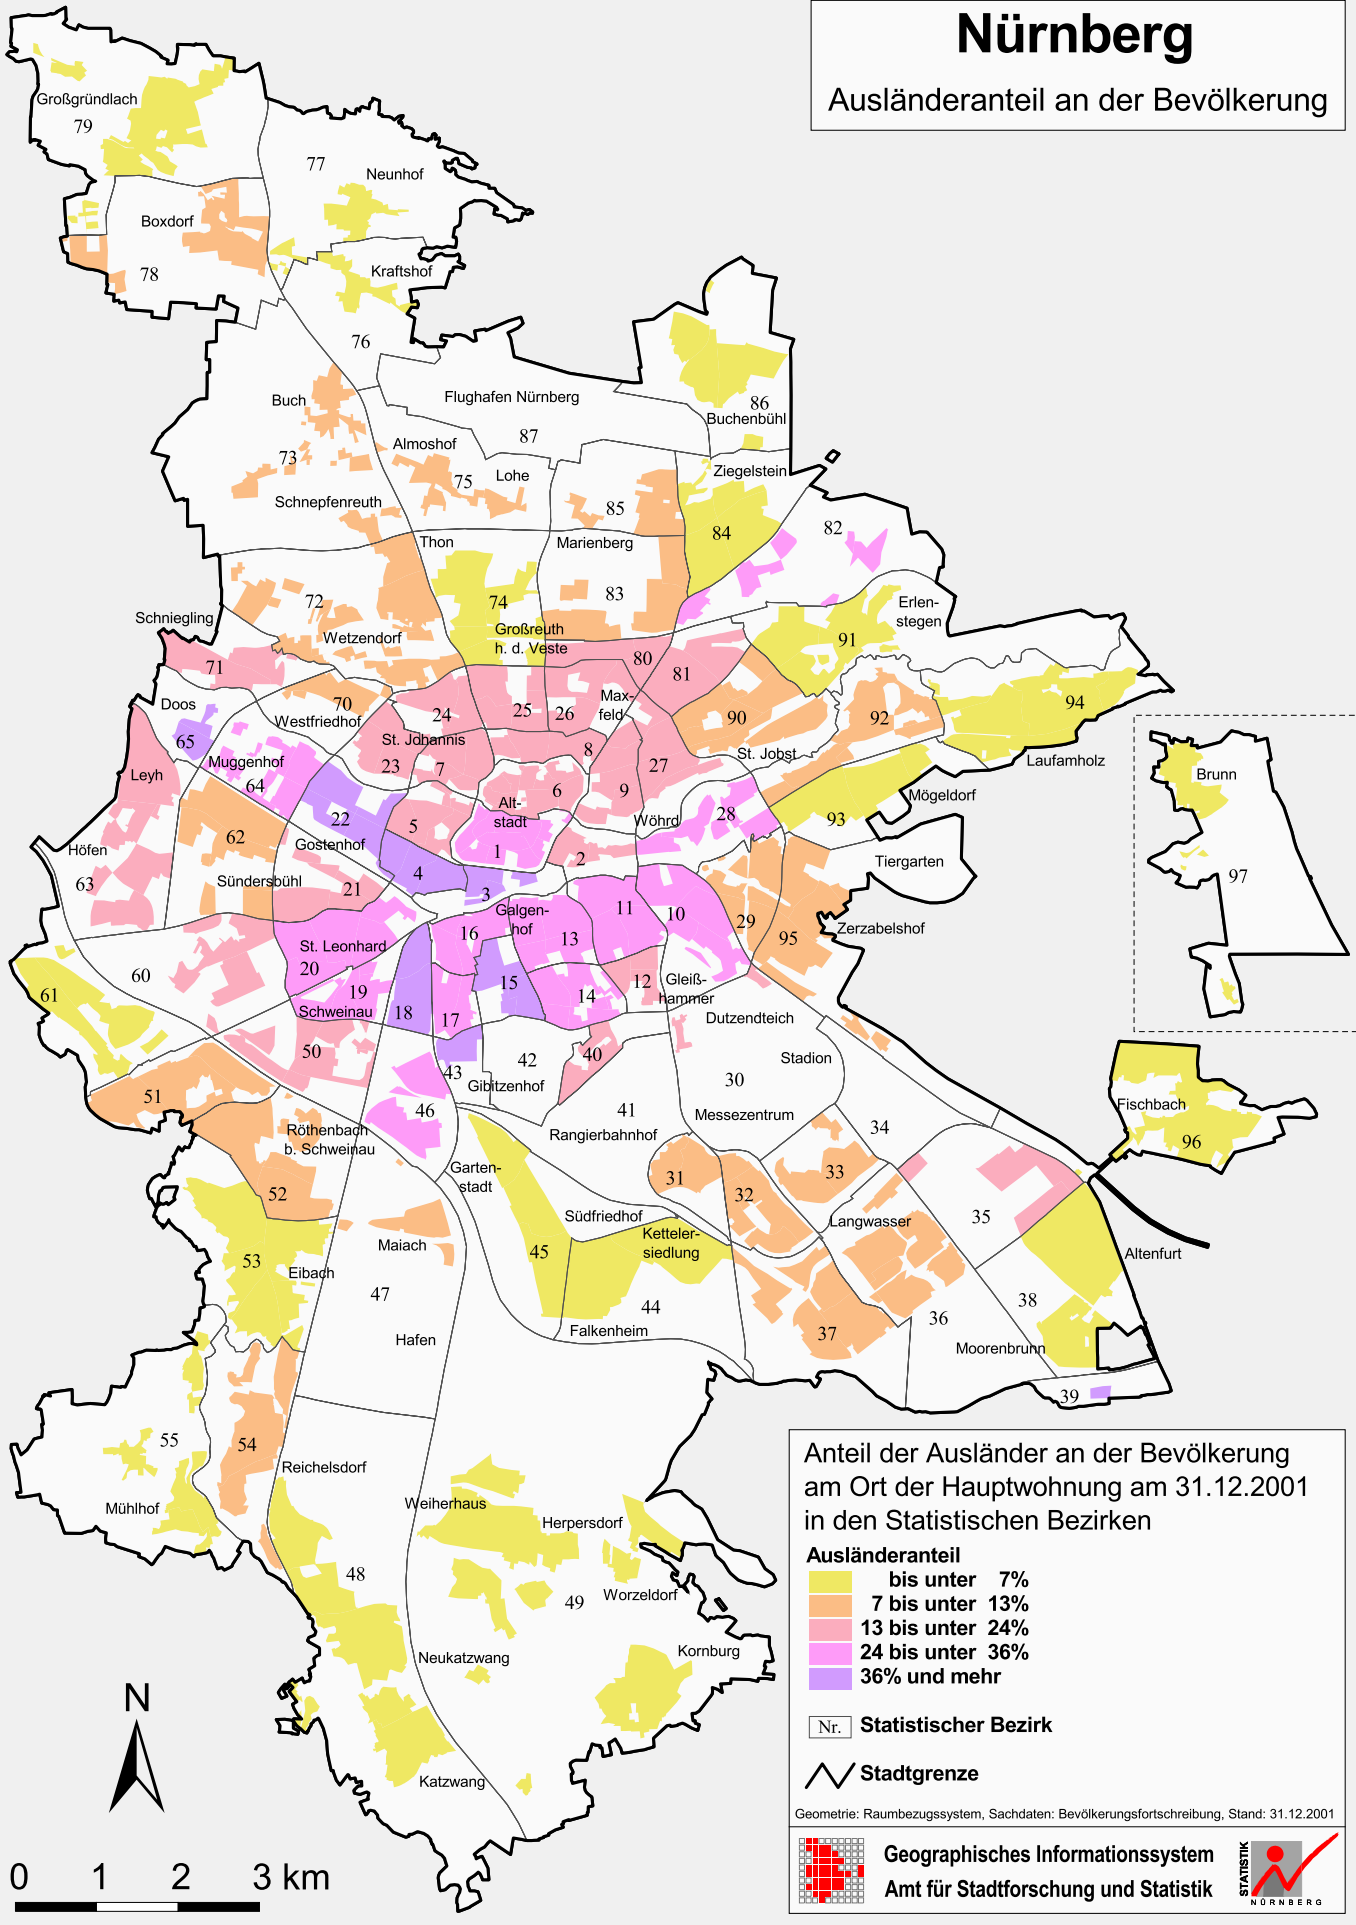 Nürnberg
Ausländeranteil an der Bevölkerung
Großgründlach
79
77
Neunhof
Boxdorf
78
Kraftshof
76
Buch
Flughafen Nürnberg
87
86
Buchenbühl
73
Almoshof
75
Lohe
Ziegelstein
Schnepfenreuth
85
84
82
Thon
Marienberg
72
74
83
Erlen-
stegen
Schniegling
Wetzendorf
Großreuth
h. d. Veste
91
71
80
81
94
Doos
70
Westfriedhof
24
25
26
Max-
feld
90
92
65
St. Johannis
8
St. Jobst
Laufamholz
Muggenhof
23
7
27
Leyh
64
6
9
Mögeldorf
Alt-
stadt
28
Brunn
22
5
Wöhrd
93
62
Gostenhof
1
2
Tiergarten
Höfen
63
Sündersbühl
21
4
3
97
Galgen-
hof
11
10
29
95
Zerzabelshof
16
13
St. Leonhard
20
60
61
19
Schweinau
18
15
14
12
Gleiß-
hammer
17
Dutzendteich
50
42
40
Stadion
43
Gibitzenhof
30
51
46
41
Messezentrum
34
Fischbach
96
Röthenbach
b. Schweinau
Rangierbahnhof
Garten-
stadt
31
32
33
52
Südfriedhof
Langwasser
35
Maiach
Ketteler-
siedlung
Altenfurt
53
Eibach
45
47
44
38
Falkenheim
37
36
Hafen
Moorenbrunn
39
55
54
Reichelsdorf
Mühlhof
Weiherhaus
Herpersdorf
48
49
Worzeldorf
Neukatzwang
Kornburg
Katzwang
Anteil der Ausländer an der Bevölkerung
am Ort der Hauptwohnung am 31.12.2001
in den Statistischen Bezirken
Ausländeranteil
bis unter 7%
7 bis unter 13%
13 bis unter 24%
24 bis unter 36%
36% und mehr
Nr. Statistischer Bezirk
Stadtgrenze
Geometrie: Raumbezugssystem, Sachdaten: Bevölkerungsfortschreibung, Stand: 31.12.2001
Geographisches Informationssystem
Amt für Stadtforschung und Statistik
STATISTIK
NÜRNBERG
N
0 1 2 3 km